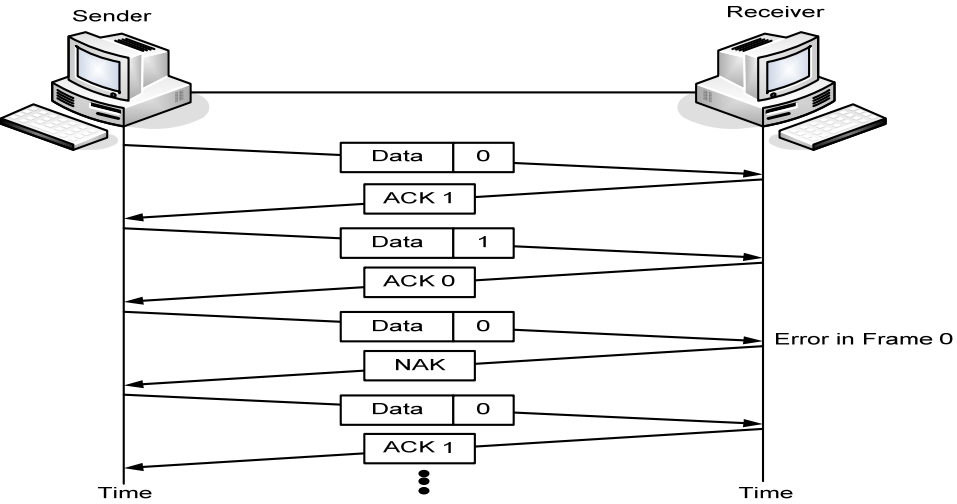 Sender
Receiver
Data 0
ACK 1
Data 1
ACK 0
Data 0
Error in Frame 0
NAK
Data 0
ACK 1
Time
Time